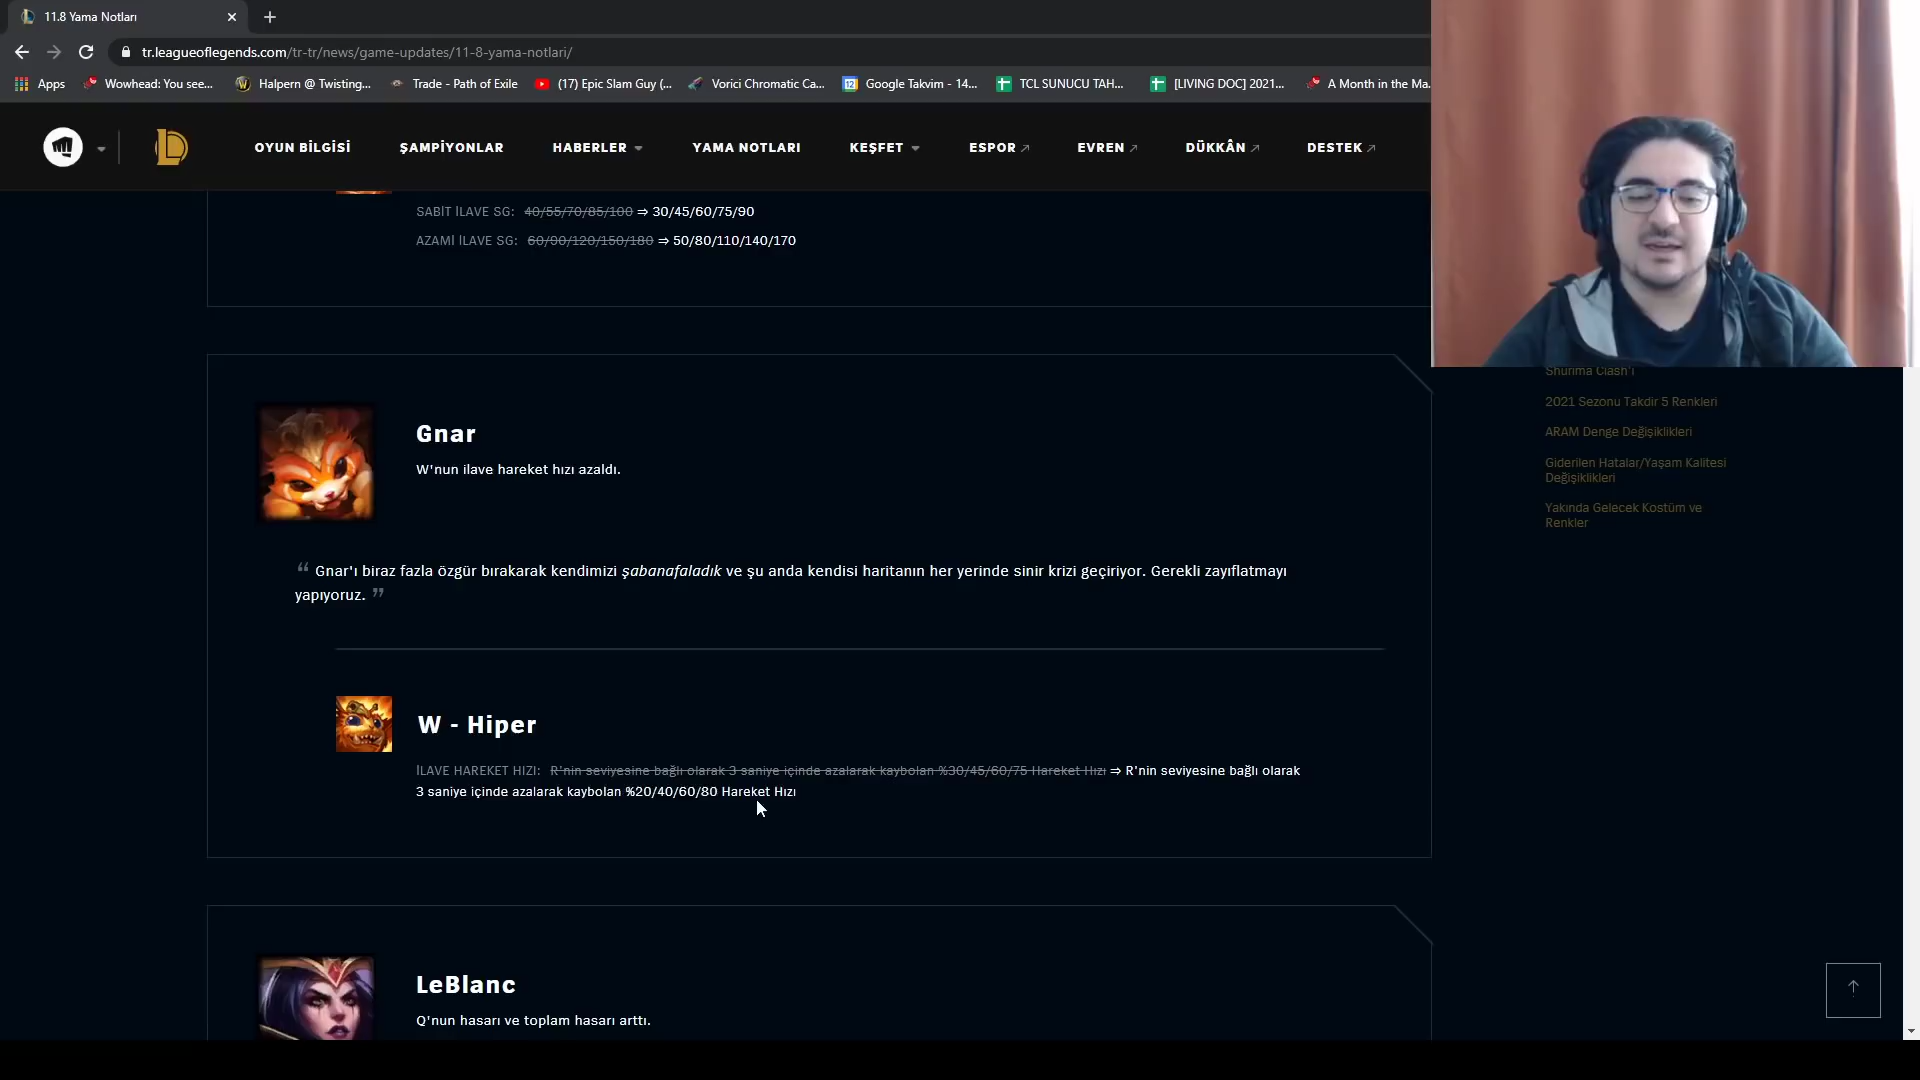 11.8 Yama Notları
tr.leagueoflegends.com/tr-tr/news/game-updates/11-8-yama-notlari/
Apps Wowhead: You see... Halpern @ Twisting... Trade - Path of Exile (17) Epic Slam Guy (... Vorici Chromatic Ca... Google Takvim - 14... TCL SUNUCU TAH... [LIVING DOC] 2021... A Month in the Ma...
OYUN BİLGİSİ ŞAMPİYONLAR HABERLER YAMA NOTLARI KEŞFET ESPOR EVREN DÜKKÂN DESTEK
SABİT İLAVE SG: 40/55/70/85/100 ⇒ 30/45/60/75/90
AZAMİ İLAVE SG: 60/90/120/150/180 ⇒ 50/80/110/140/170
Gnar
W'nun ilave hareket hızı azaldı.
“ Gnar'ı biraz fazla özgür bırakarak kendimizi şabanafaladık ve şu anda kendisi haritanın her yerinde sinir krizi geçiriyor. Gerekli zayıflatmayı
yapıyoruz. ”
W - Hiper
İLAVE HAREKET HIZI: R'nin seviyesine bağlı olarak 3 saniye içinde azalarak kaybolan %30/45/60/75 Hareket Hızı ⇒ R'nin seviyesine bağlı olarak
3 saniye içinde azalarak kaybolan %20/40/60/80 Hareket Hızı
LeBlanc
Q'nun hasarı ve toplam hasarı arttı.
Shurima Clash'i
2021 Sezonu Takdir 5 Renkleri
ARAM Denge Değişiklikleri
Giderilen Hatalar/Yaşam Kalitesi
Değişiklikleri
Yakında Gelecek Kostüm ve
Renkler